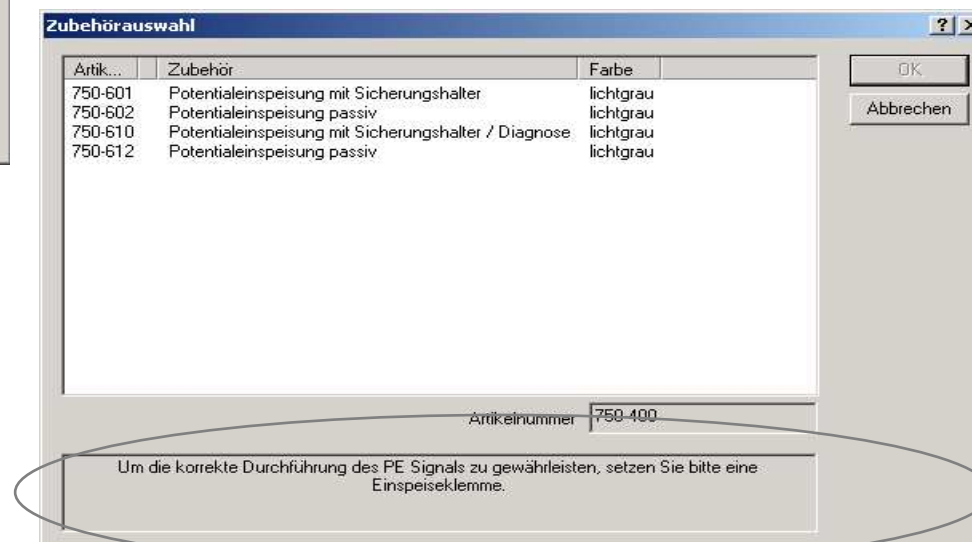 Zubehörauswahl
Artik... Zubehör Farbe
750-601 Potentialeinspeisung mit Sicherungshalter lichtgrau
750-602 Potentialeinspeisung passiv lichtgrau
750-610 Potentialeinspeisung mit Sicherungshalter / Diagnose lichtgrau
750-612 Potentialeinspeisung passiv lichtgrau
OK
Abbrechen
Artikelnummer 750-400
Um die korrekte Durchführung des PE Signals zu gewährleisten, setzen Sie bitte eine
Einspeiseklemme.